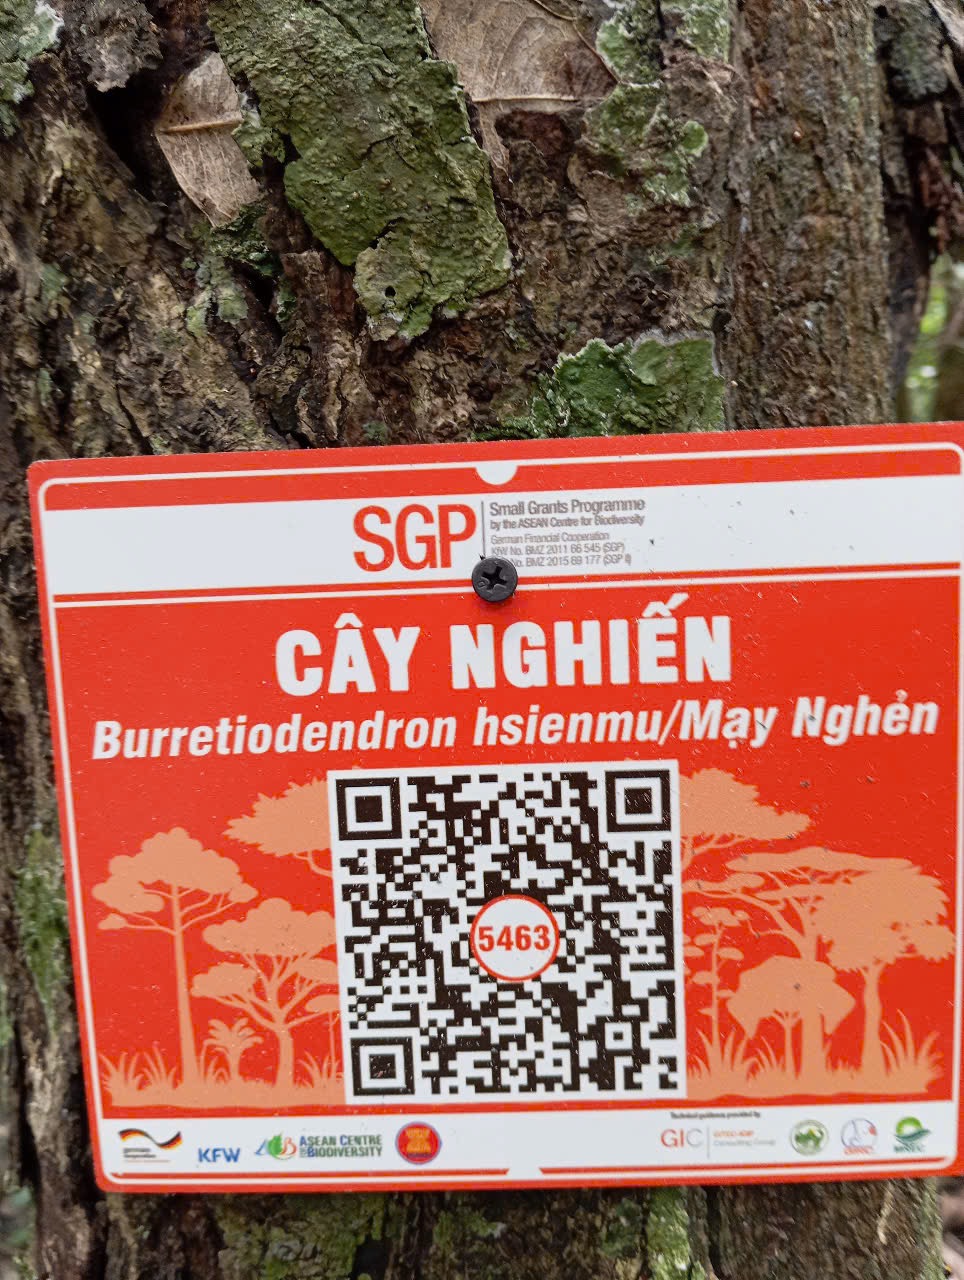 SGP
Small Grants Programme
by the ASEAN Centre for Biodiversity
German Financial Cooperation
KfW No. BMZ 2011 66 545 (SGP)
No. BMZ 2015 69 177 (SGP II)
CÂY NGHIẾN
Burretiodendron hsienmu/Mạy Nghẻn
5463
KFW
ASEAN CENTRE
FOR BIODIVERSITY
Technical guidance provided by
GIC
Consulting Group